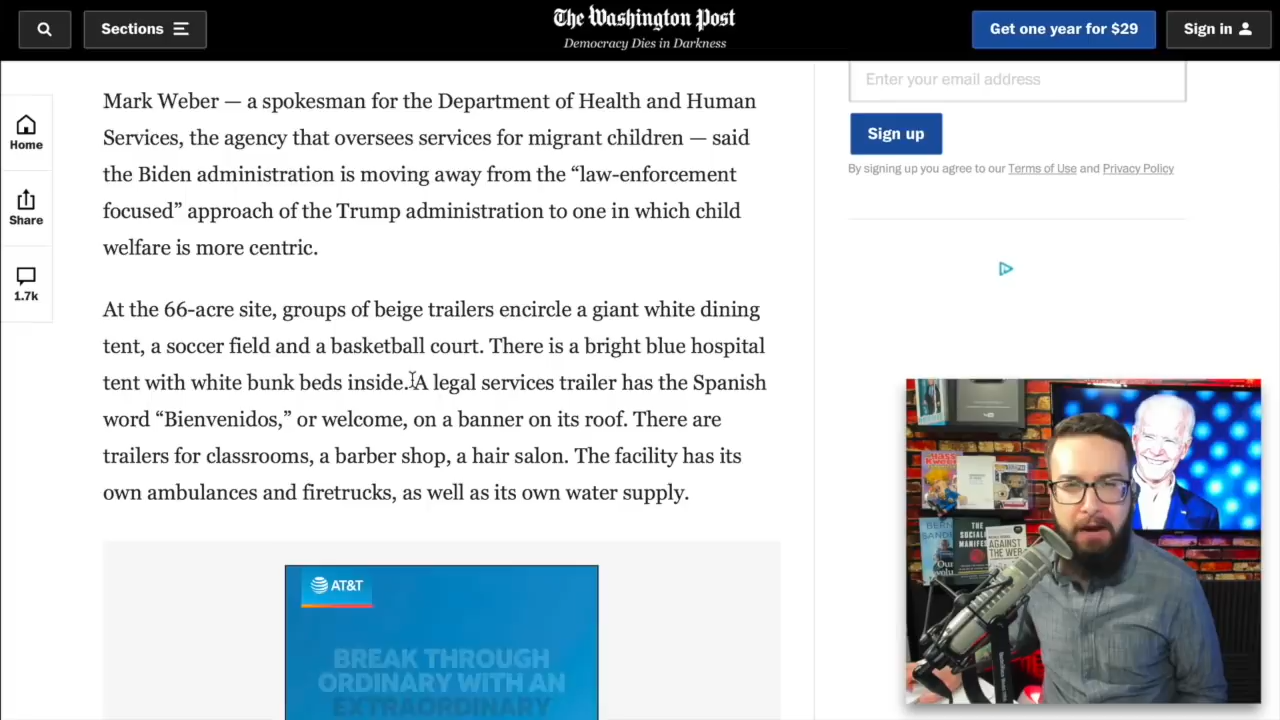 Sections
The Washington Post
Democracy Dies in Darkness
Get one year for $29
Sign in
Home
Share
1.7k
Mark Weber — a spokesman for the Department of Health and Human
Services, the agency that oversees services for migrant children — said
the Biden administration is moving away from the “law-enforcement
focused” approach of the Trump administration to one in which child
welfare is more centric.
At the 66-acre site, groups of beige trailers encircle a giant white dining
tent, a soccer field and a basketball court. There is a bright blue hospital
tent with white bunk beds inside. A legal services trailer has the Spanish
word “Bienvenidos,” or welcome, on a banner on its roof. There are
trailers for classrooms, a barber shop, a hair salon. The facility has its
own ambulances and firetrucks, as well as its own water supply.
AT&T
BREAK THROUGH
ORDINARY WITH AN
EXTRAORDINARY
Enter your email address
Sign up
By signing up you agree to our Terms of Use and Privacy Policy
BERN
SAND
Our
THE
AGAINST
THE WEB